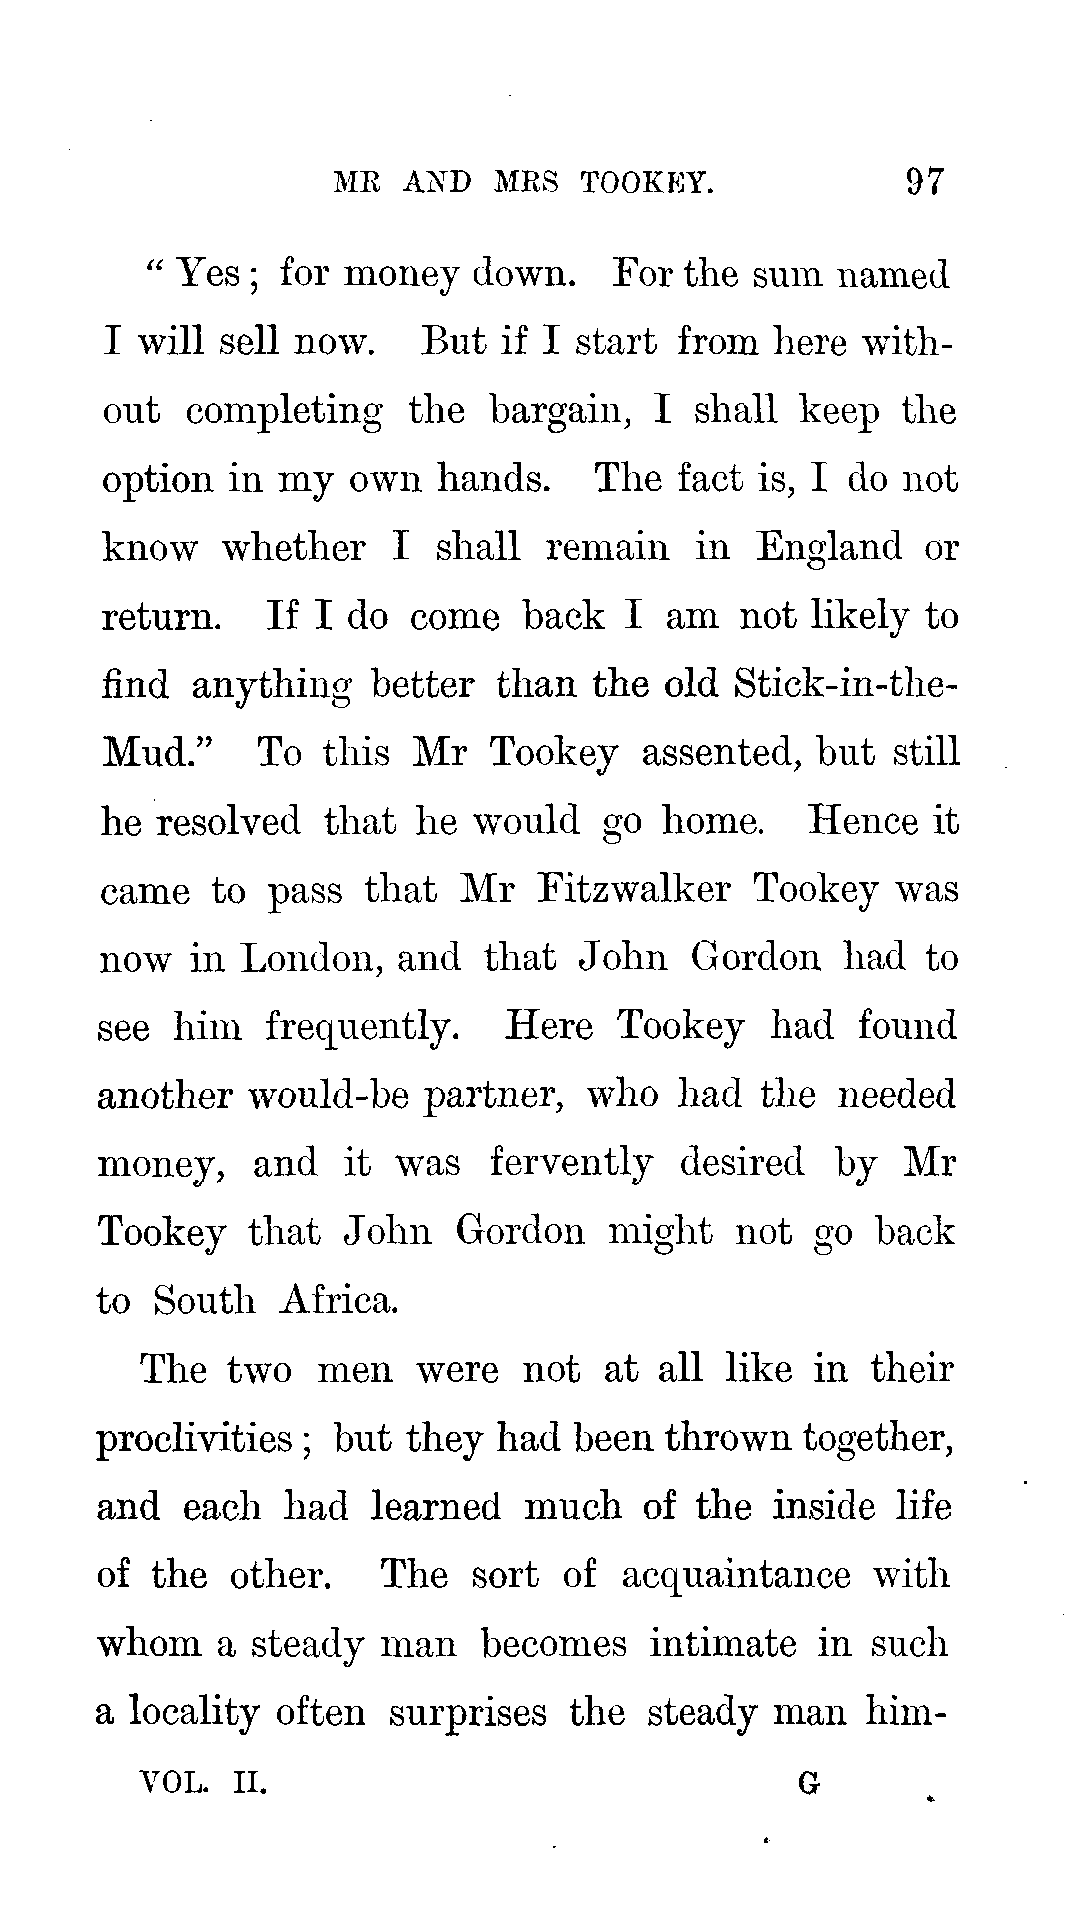 MR AND MRS TOOKEY. 97
“ Yes ; for money down. For the sum named
I will sell now. But if I start from here with-
out completing the bargain, I shall keep the
option in my own hands. The fact is, I do not
know whether I shall remain in England or
return. If I do come back I am not likely to
find anything better than the old Stick-in-the-
Mud.” To this Mr Tookey assented, but still
he resolved that he would go home. Hence it
came to pass that Mr Fitzwalker Tookey was
now in London, and that John Gordon had to
see him frequently. Here Tookey had found
another would-be partner, who had the needed
money, and it was fervently desired by Mr
Tookey that John Gordon might not go back
to South Africa.
The two men were not at all like in their
proclivities ; but they had been thrown together,
and each had learned much of the inside life
of the other. The sort of acquaintance with
whom a steady man becomes intimate in such
a locality often surprises the steady man him-
VOL. II. G